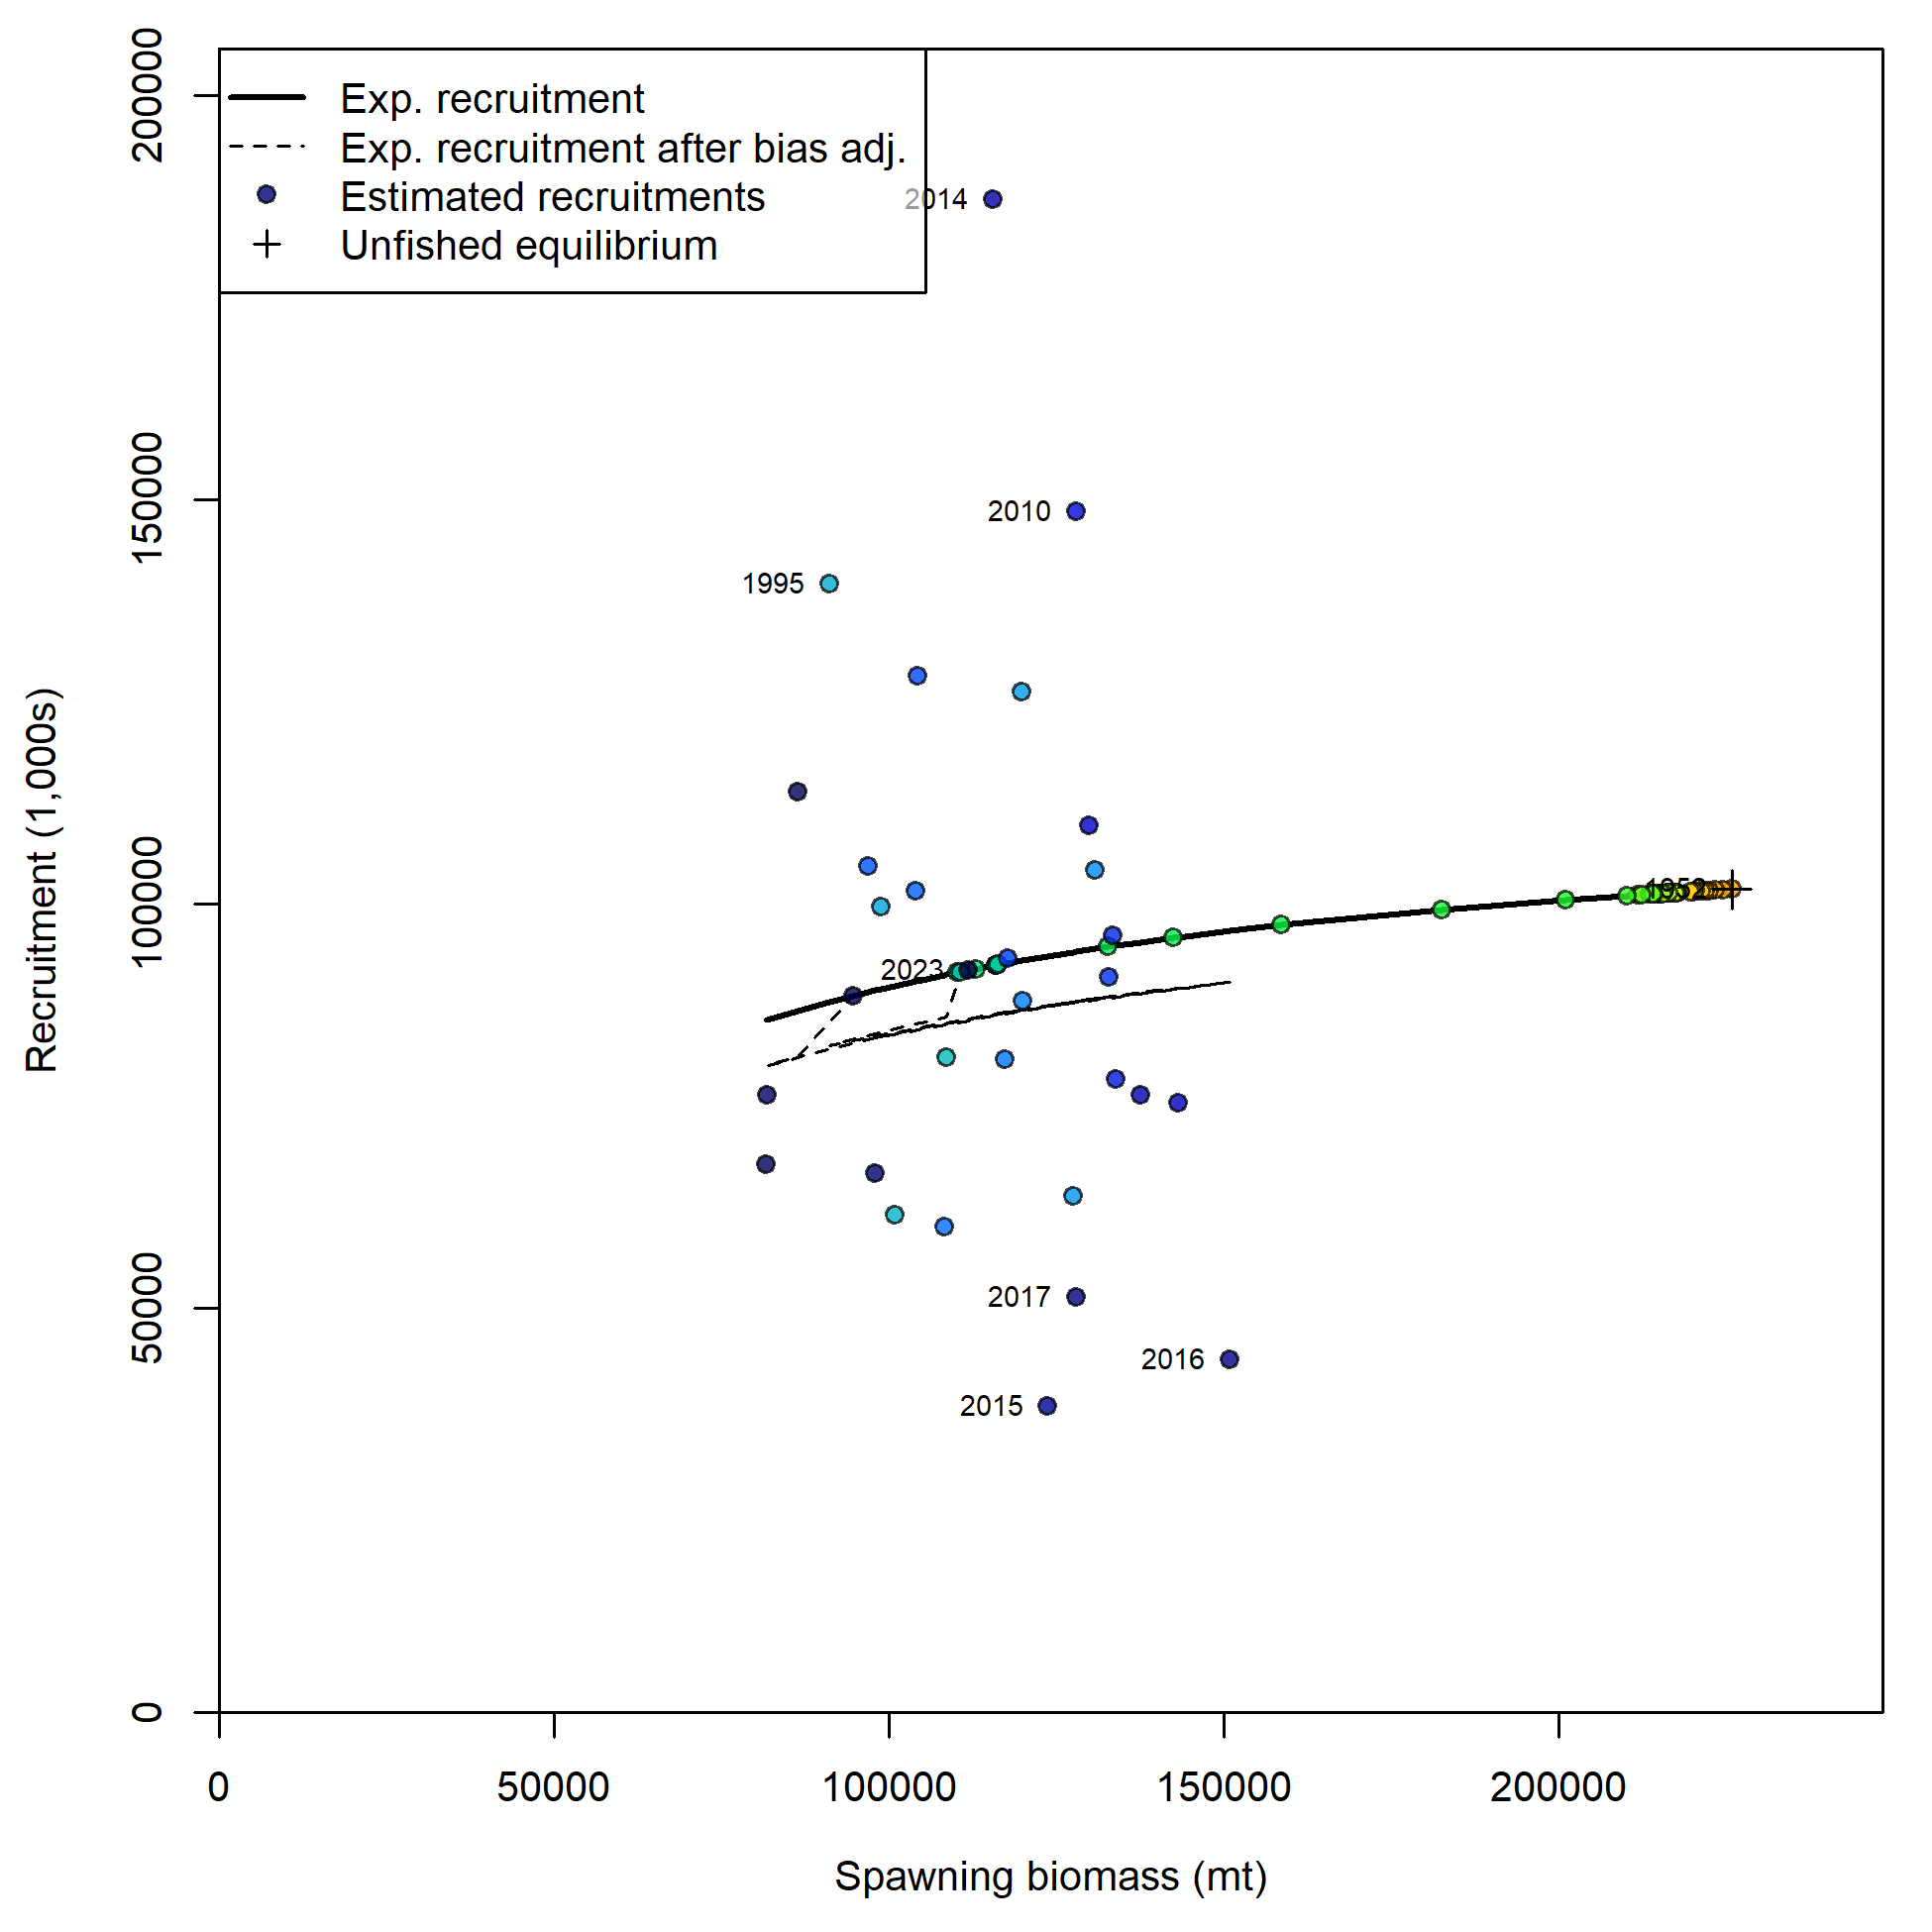 Exp. recruitment
Exp. recruitment after bias adj.
Estimated recruitments
Unfished equilibrium
2014
2010
1995
1952
2023
2017
2016
2015
Recruitment (1,000s)
200000
150000
100000
50000
0
0 50000 100000 150000 200000
Spawning biomass (mt)